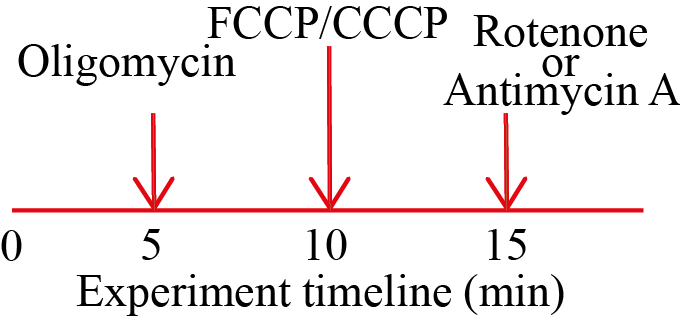 Oligomycin
FCCP/CCCP
Rotenone
or
Antimycin A
0 5 10 15
Experiment timeline (min)